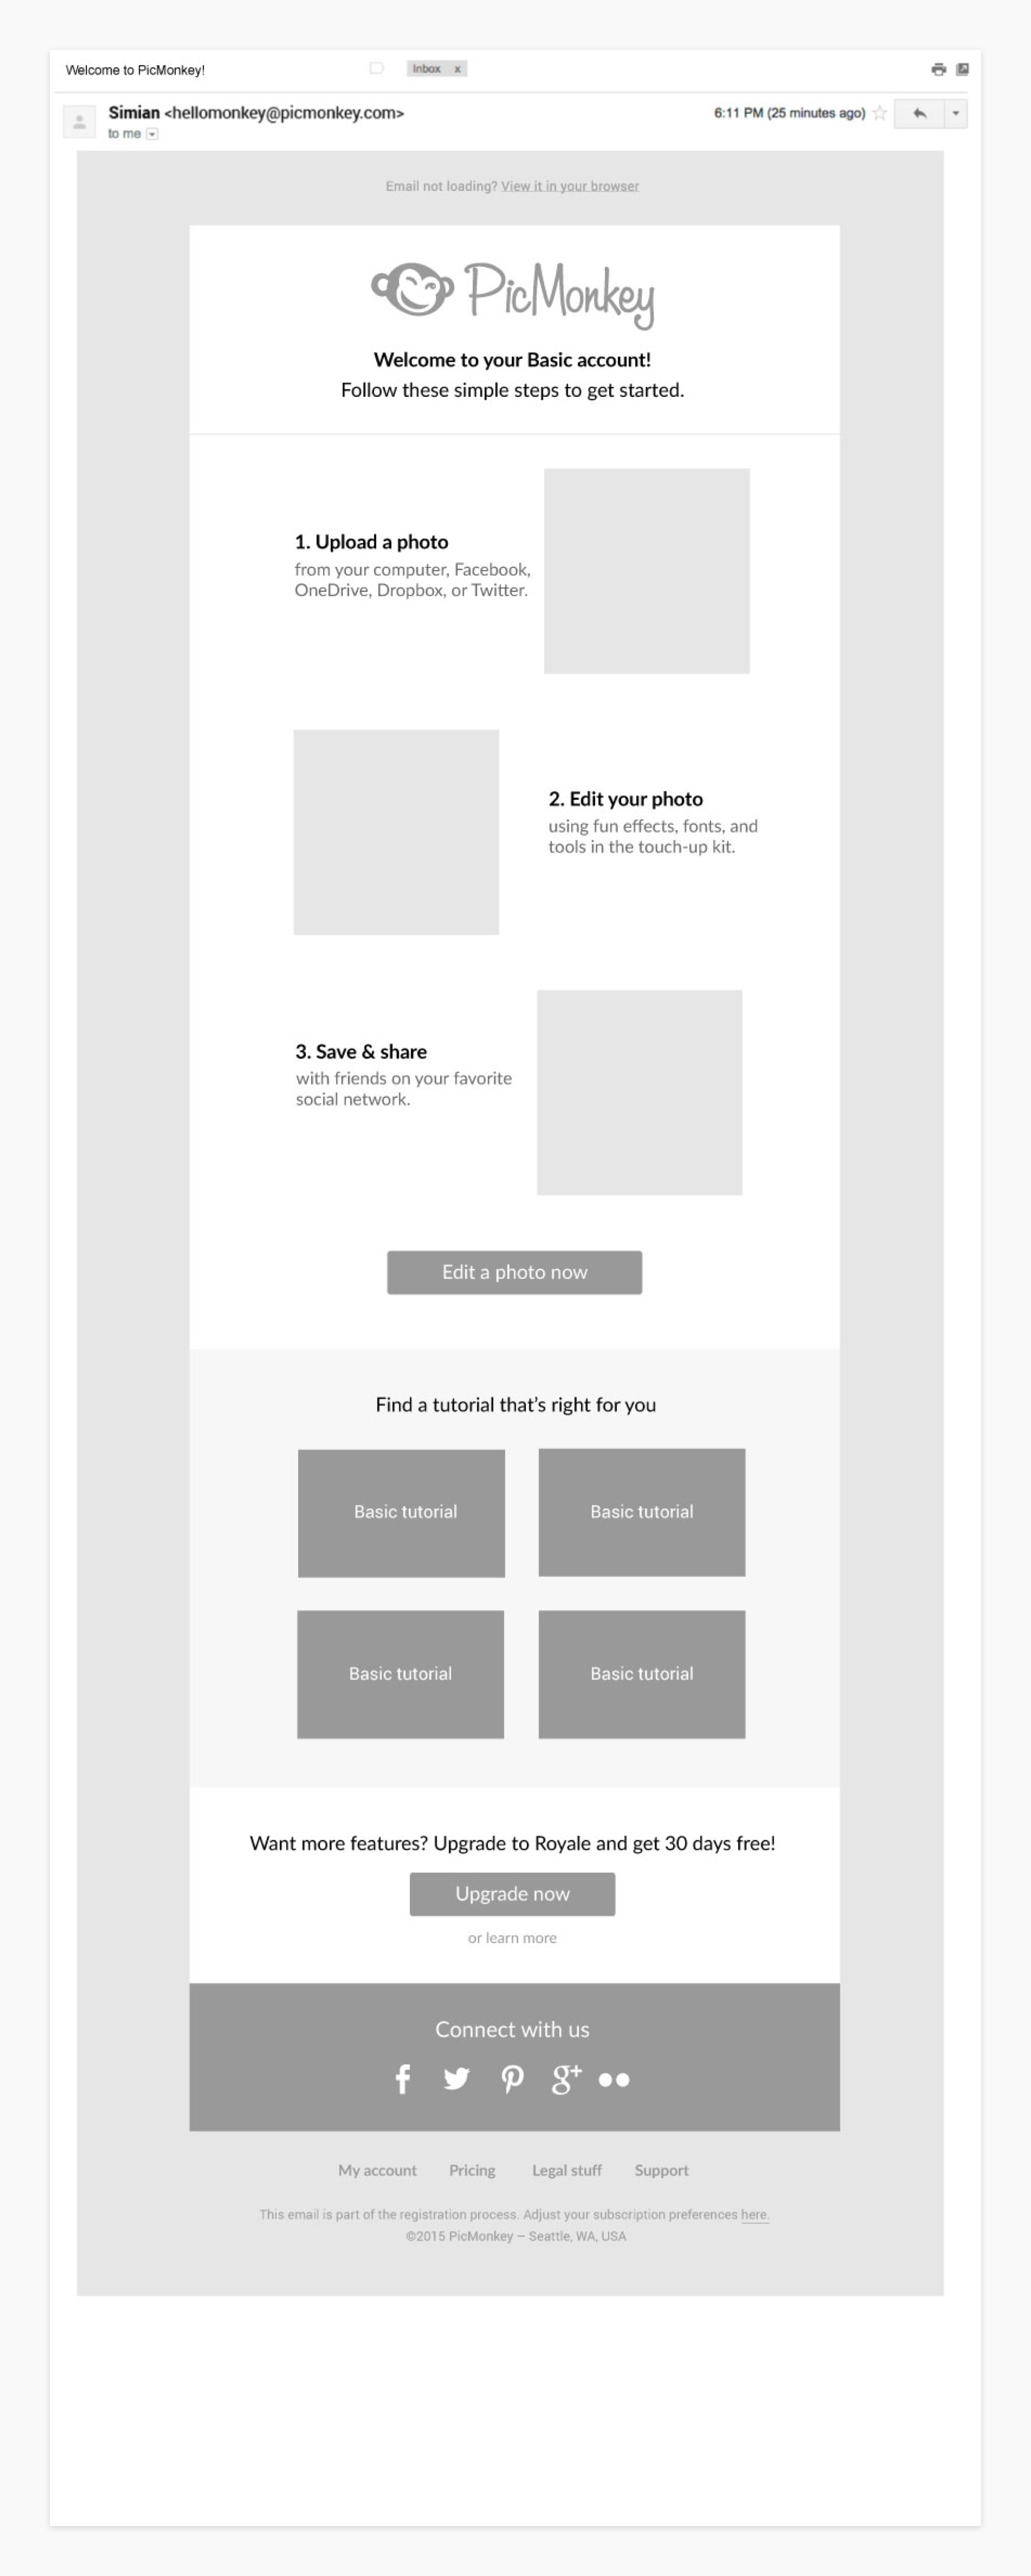 Welcome to PicMonkey!
Inbox x
Simian <hellomonkey@picmonkey.com>
6:11 PM (25 minutes ago)
to me
Email not loading? View it in your browser
PicMonkey
Welcome to your Basic account!
Follow these simple steps to get started.
1. Upload a photo
from your computer, Facebook,
OneDrive, Dropbox, or Twitter.
2. Edit your photo
using fun effects, fonts, and
tools in the touch-up kit.
3. Save & share
with friends on your favorite
social network.
Edit a photo now
Find a tutorial that’s right for you
Basic tutorial
Basic tutorial
Basic tutorial
Basic tutorial
Want more features? Upgrade to Royale and get 30 days free!
Upgrade now
or learn more
Connect with us
My account Pricing Legal stuff Support
This email is part of the registration process. Adjust your subscription preferences here.
©2015 PicMonkey – Seattle, WA, USA